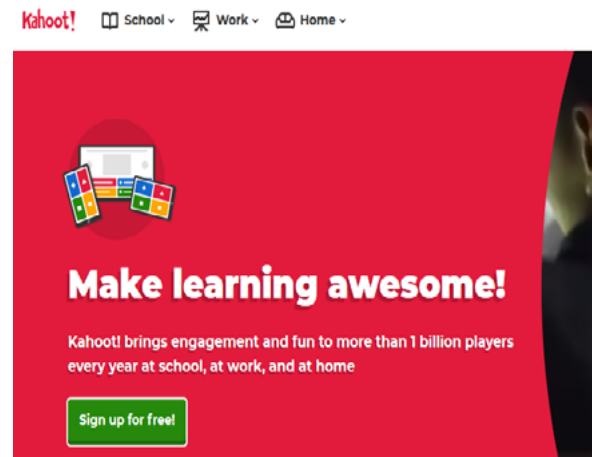 Kahoot! School Work Home
Make learning awesome!
Kahoot! brings engagement and fun to more than 1 billion players
every year at school, at work, and at home
Sign up for free!